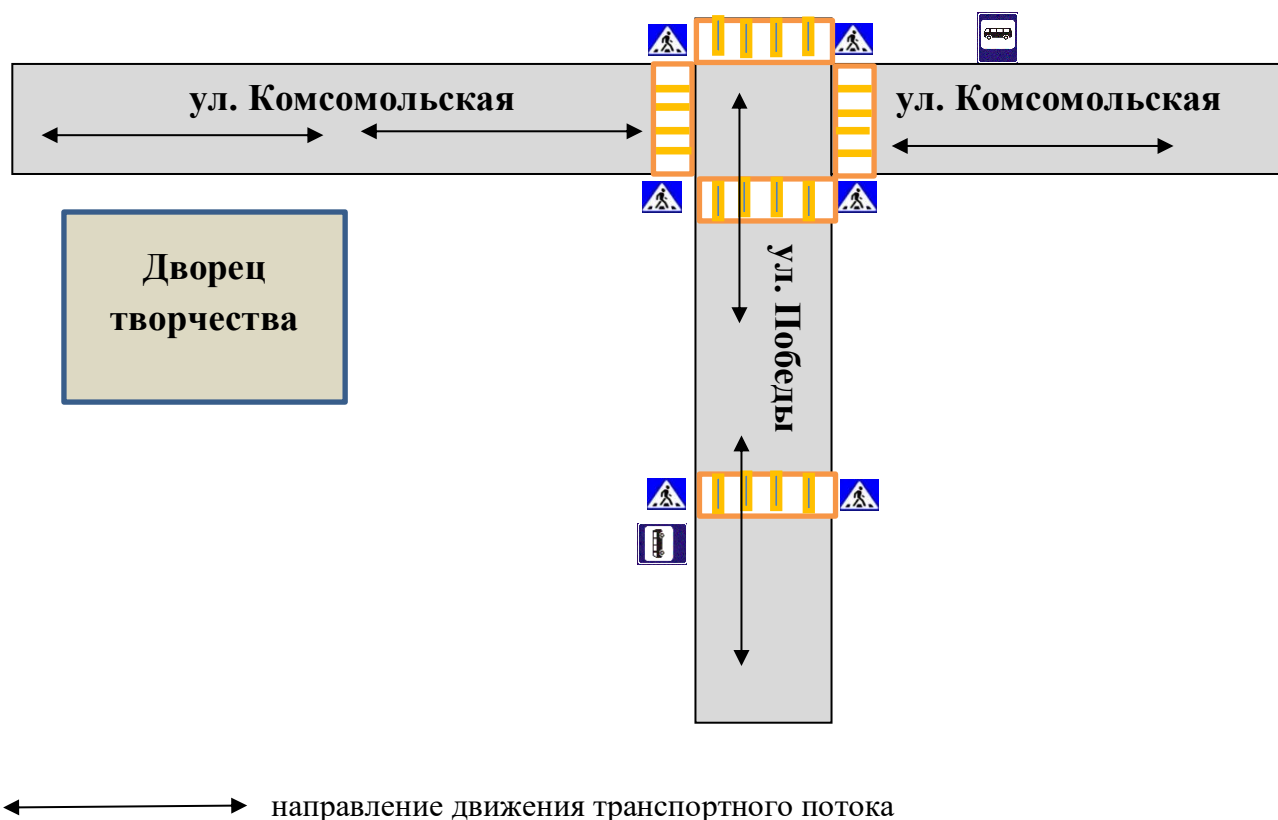 ул. Комсомольская
ул. Комсомольская
Дворец
творчества
ул. Победы
направление движения транспортного потока